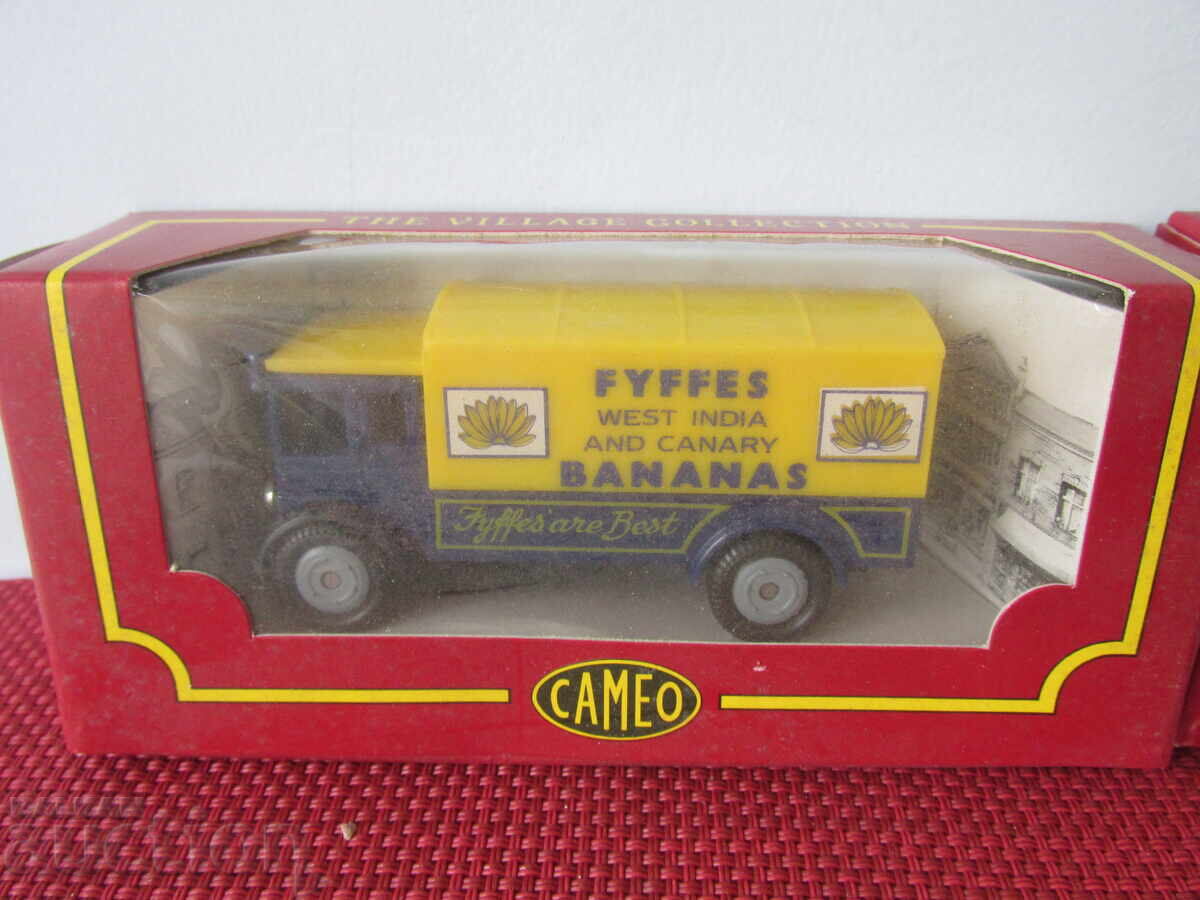 THE VILLAGE COLLECTION
FYFFES
WEST INDIA
AND CANARY
BANANAS
Fyffes' are Best
CAMEO